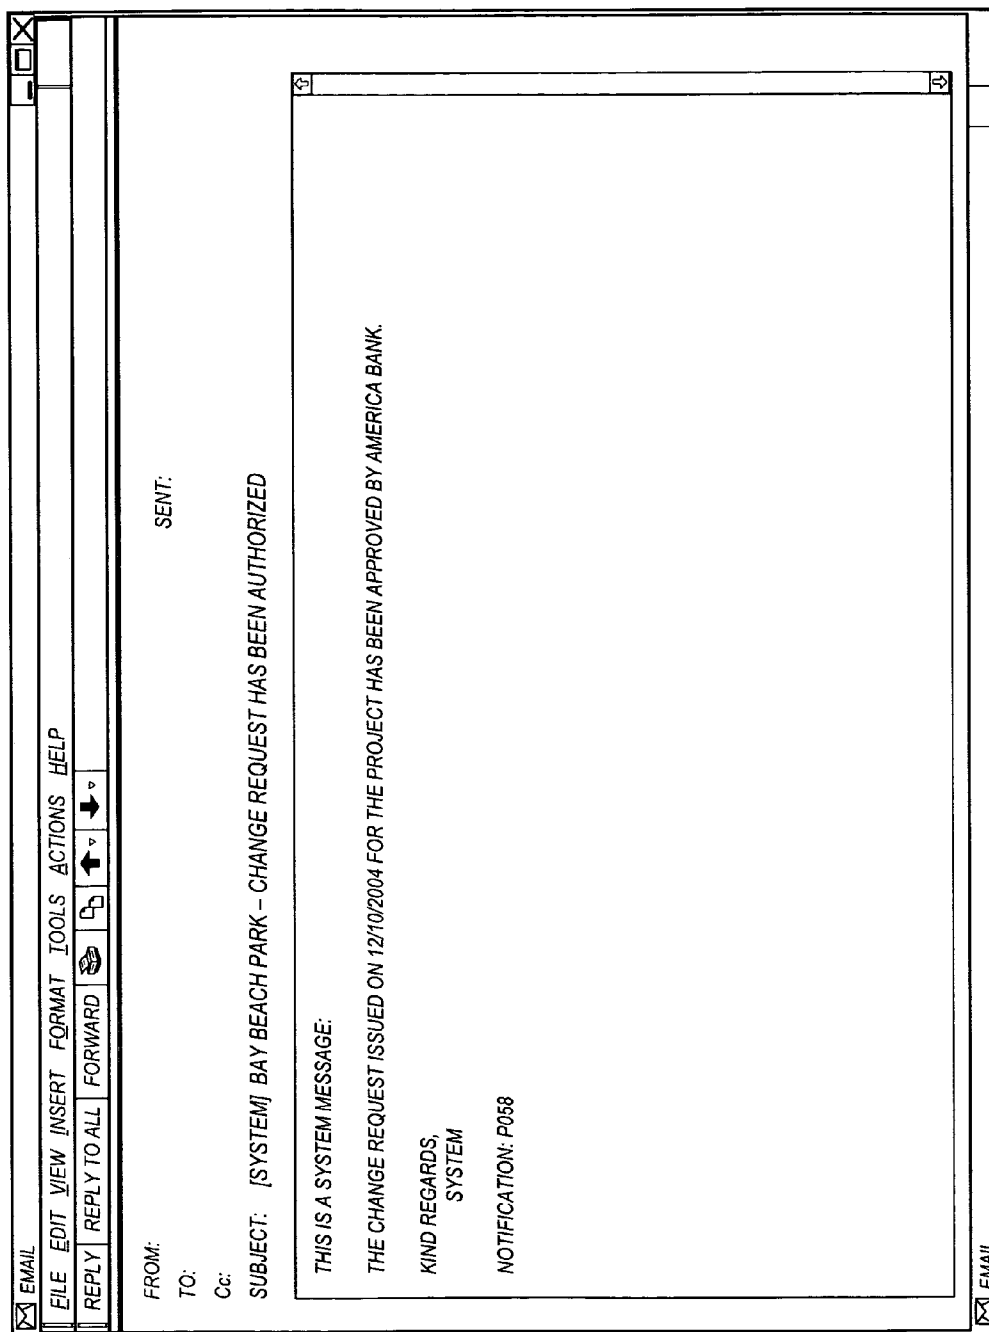 EMAIL
FILE EDIT VIEW INSERT FORMAT TOOLS ACTIONS HELP
REPLY REPLY TO ALL FORWARD
FROM: SENT:
TO:
Cc:
SUBJECT: [SYSTEM] BAY BEACH PARK – CHANGE REQUEST HAS BEEN AUTHORIZED
THIS IS A SYSTEM MESSAGE:
THE CHANGE REQUEST ISSUED ON 12/10/2004 FOR THE PROJECT HAS BEEN APPROVED BY AMERICA BANK.
KIND REGARDS,
SYSTEM
NOTIFICATION: P058
EMAIL